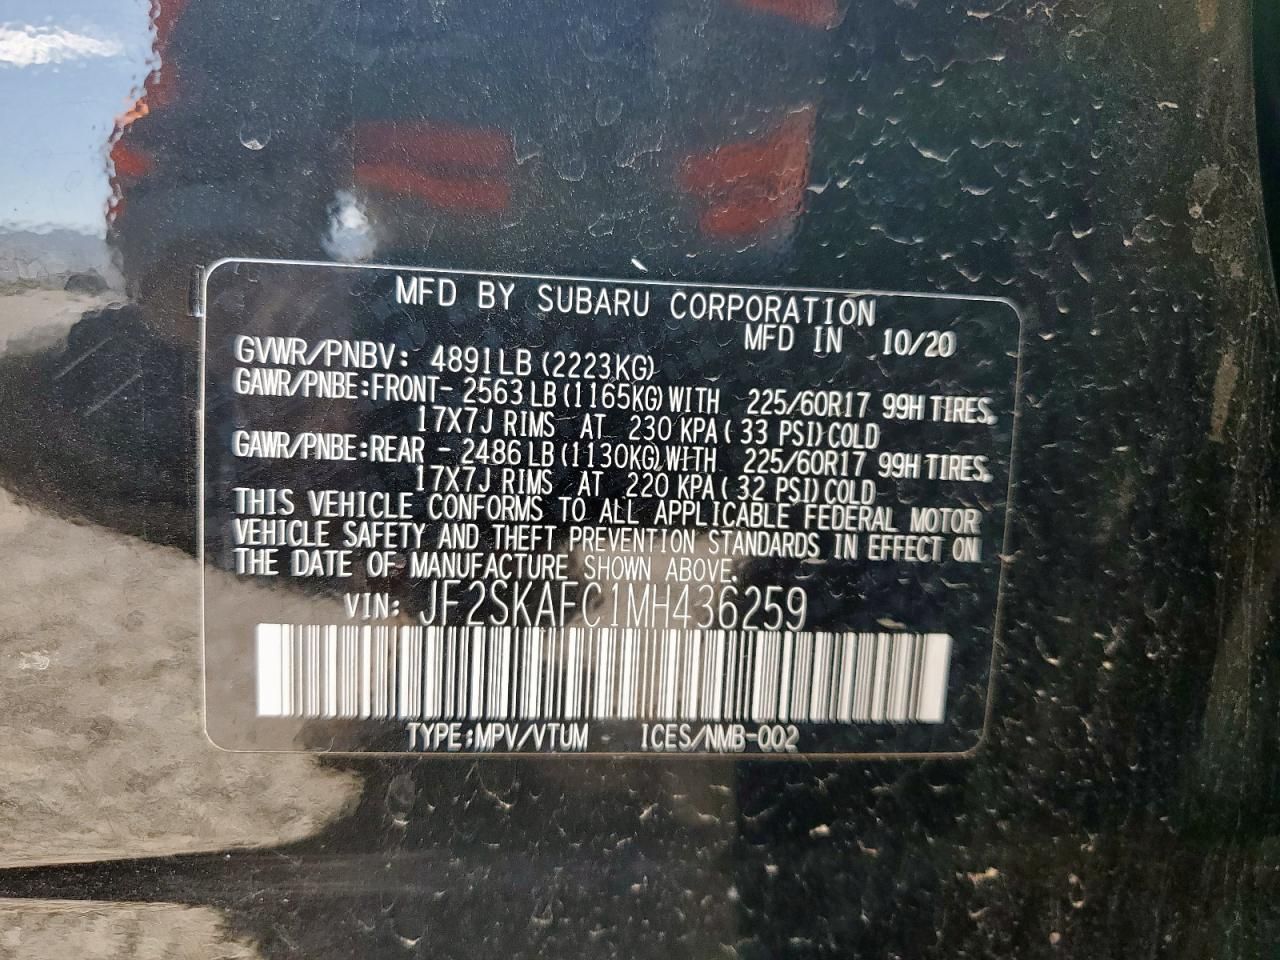 MFD BY SUBARU CORPORATION
MFD IN 10/20
GVWR/PNBV: 4891LB (2223KG)
GAWR/PNBE:FRONT- 2563 LB (1165KG) WITH 225/60R17 99H TIRES,
17X7J RIMS AT 230 KPA ( 33 PSI) COLD
GAWR/PNBE:REAR - 2486 LB (1130KG) WITH 225/60R17 99H TIRES,
17X7J RIMS AT 220 KPA ( 32 PSI) COLD
THIS VEHICLE CONFORMS TO ALL APPLICABLE FEDERAL MOTOR
VEHICLE SAFETY AND THEFT PREVENTION STANDARDS IN EFFECT ON
THE DATE OF MANUFACTURE SHOWN ABOVE.
VIN: JF2SKAFC1MH436259
TYPE:MPV/VTUM ICES/NMB-002